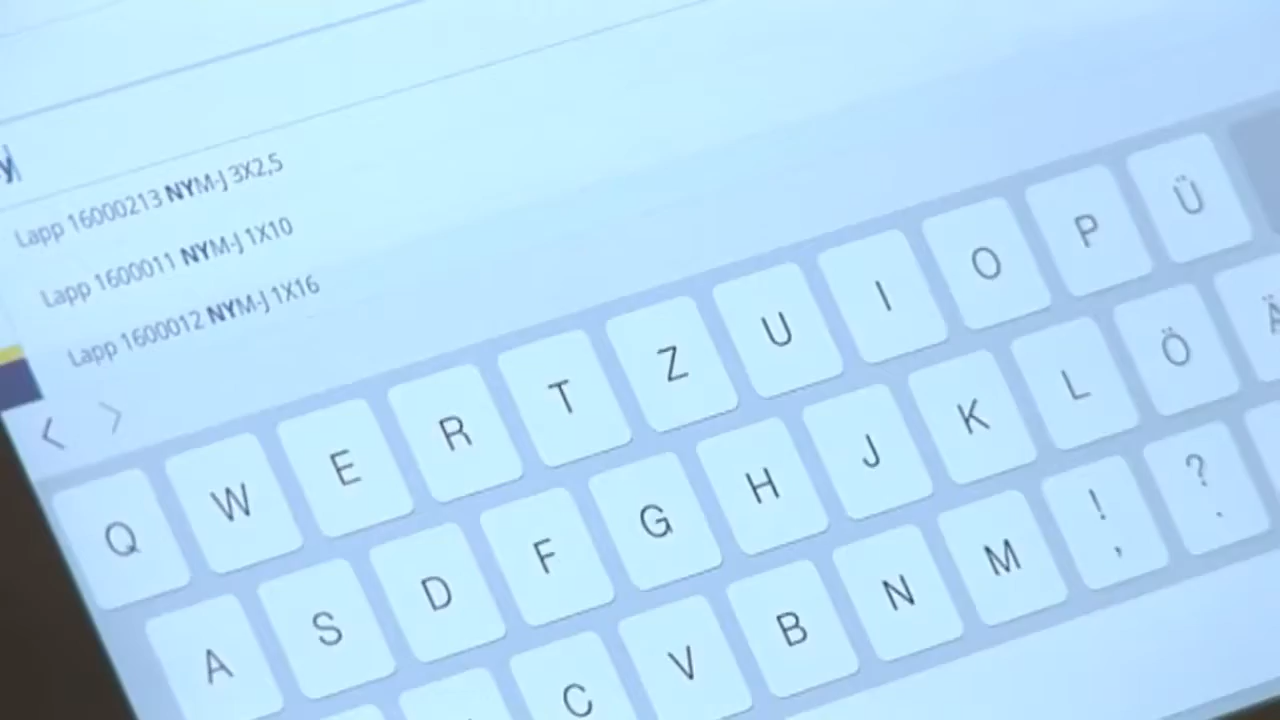 y
Lapp 16000213 NYM-J 3X2,5
Lapp 1600011 NYM-J 1X10
Lapp 1600012 NYM-J 1X16
Q W E R T Z U I O P Ü
A S D F G H J K L Ö Ä
C V B N M ! , ? .